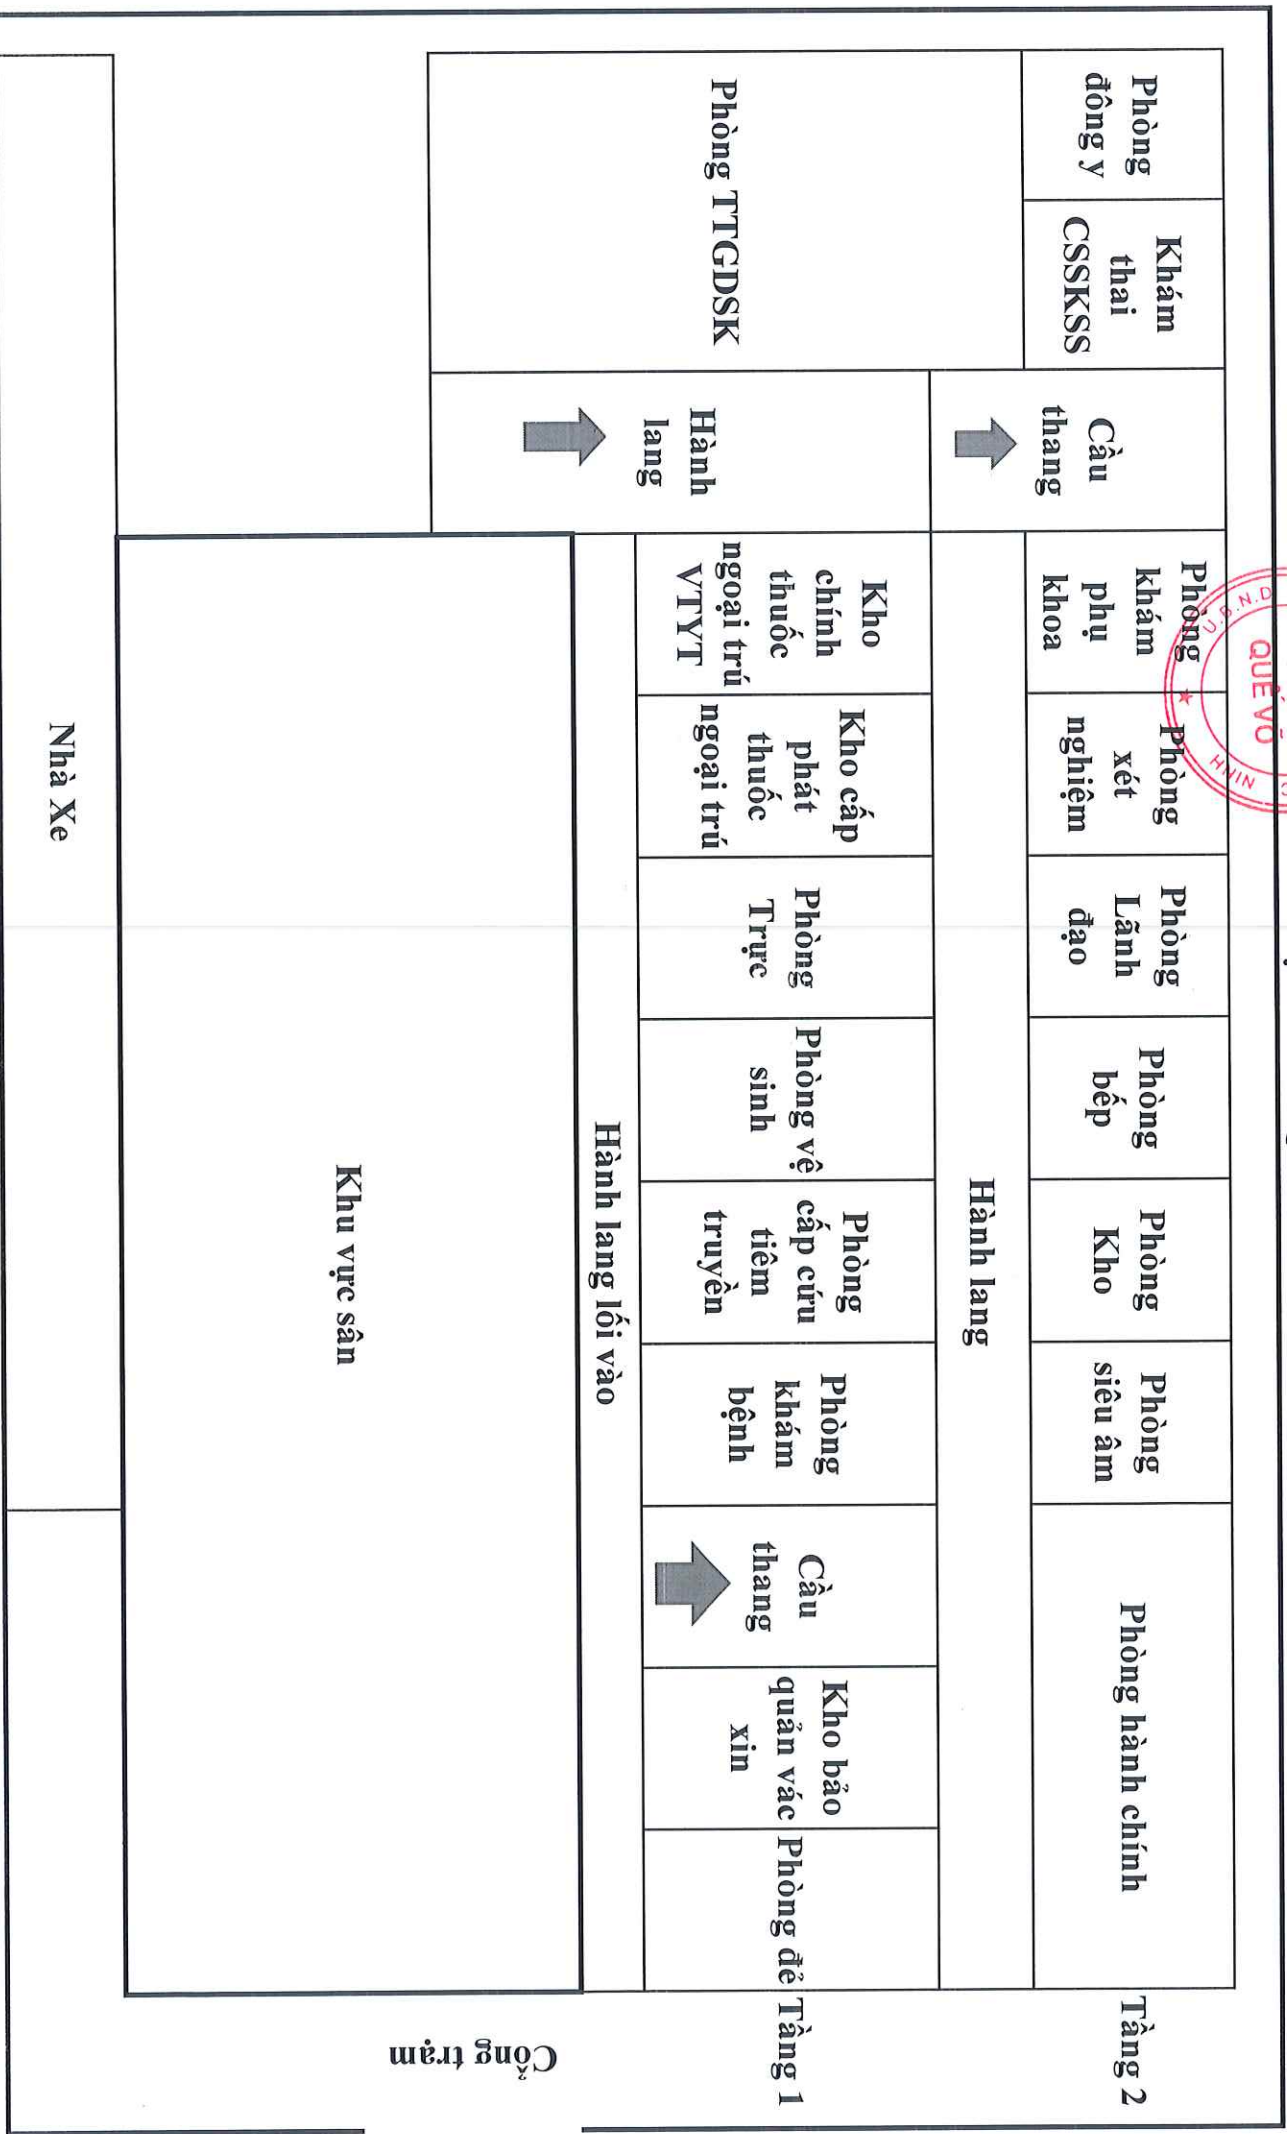 Phòng
đông y
Khám
thai
CSSKSS
Cầu
thang
Phòng
khám
phụ
khoa
Phòng
xét
nghiệm
Phòng
Lãnh
đạo
Phòng
bếp
Phòng
Kho
Phòng
siêu âm
Phòng hành chính
Tầng 2
U.B.N.D
QUẾ VÕ
NINH
Hành lang
Phòng TTGDSK
Hành
lang
Kho
chính
thuốc
ngoại trú
VTYT
Kho cấp
phát
thuốc
ngoại trú
Phòng
Trực
Phòng vệ
sinh
Phòng
cấp cứu
tiêm
truyền
Phòng
khám
bệnh
Cầu
thang
Kho bảo
quản vác
xin
Phòng đẻ
Tầng 1
Hành lang lối vào
Khu vực sân
Cổng trạm
Nhà Xe